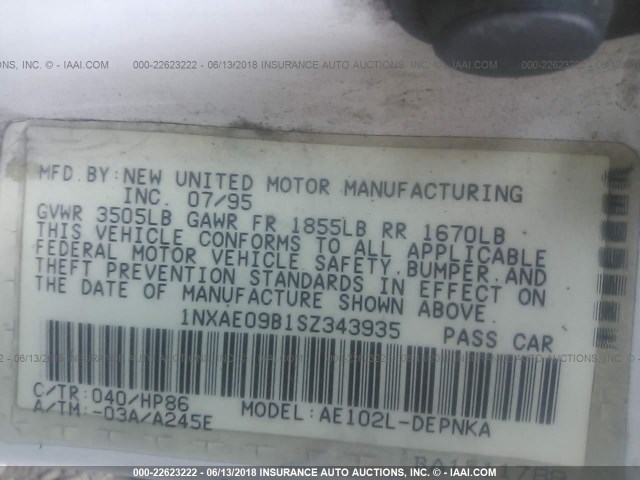 000-22623222 - 06/13/2018 INSURANCE AUTO AUCTIONS, INC. © - IAAI.COM
MFD.BY:NEW UNITED MOTOR MANUFACTURING
INC. 07/95
GVWR 3505LB GAWR FR 1855LB RR 1670LB
THIS VEHICLE CONFORMS TO ALL APPLICABLE
FEDERAL MOTOR VEHICLE SAFETY,BUMPER,AND
THEFT PREVENTION STANDARDS IN EFFECT ON
THE DATE OF MANUFACTURE SHOWN ABOVE.
1NXAE09B1SZ343935 PASS CAR
C/TR:040/HP86
A/TM:-03A/A245E MODEL:AE102L-DEPNKA
000-22623222 - 06/13/2018 INSURANCE AUTO AUCTIONS, INC. © - IAAI.COM